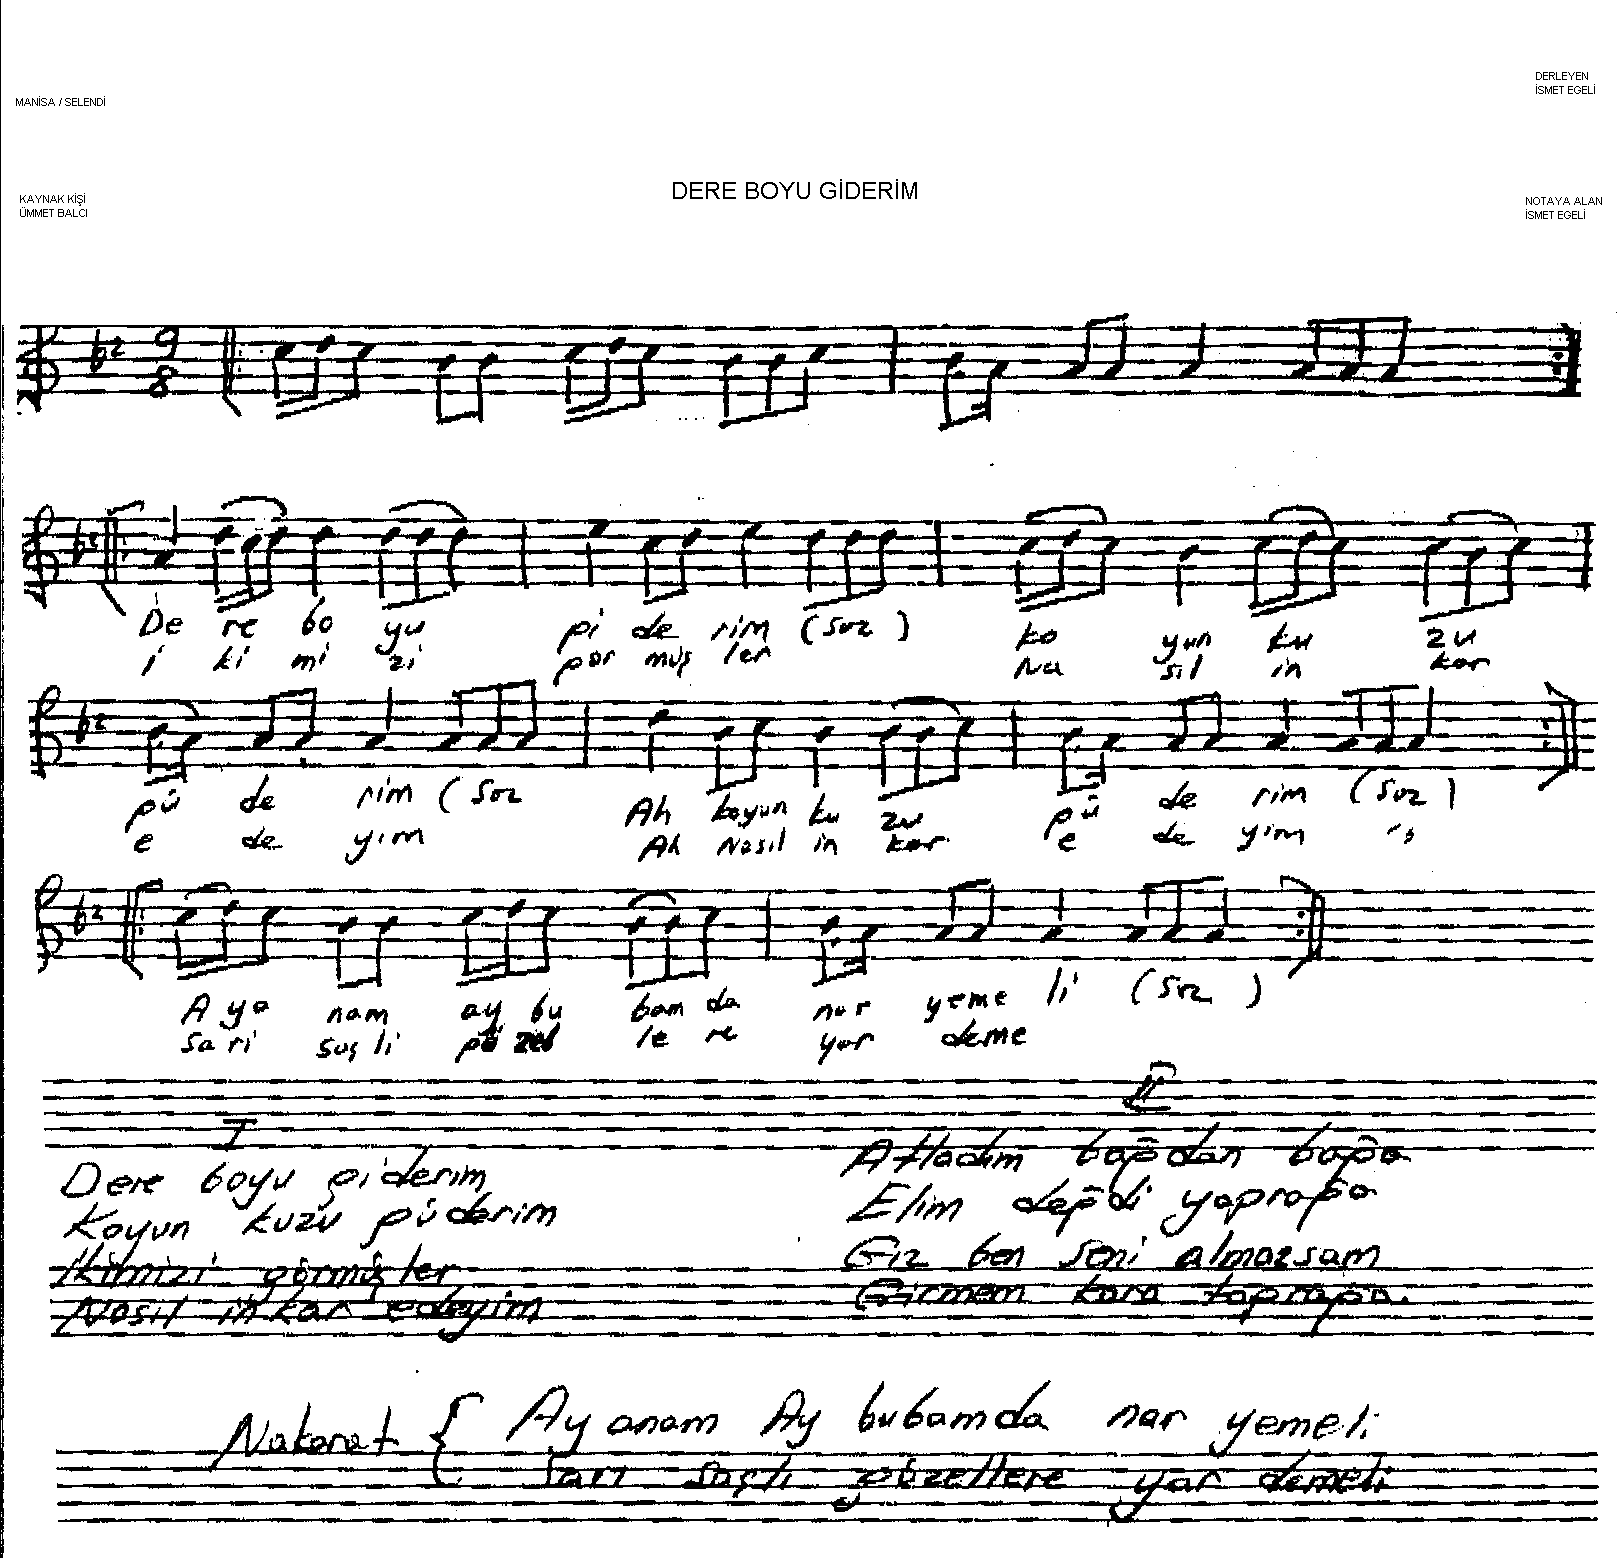 DERLEYEN
İSMET EGELİ
MANİSA / SELENDİ
DERE BOYU GİDERİM
KAYNAK KİŞİ
ÜMMET BALCI
NOTAYA ALAN
İSMET EGELİ
9
8
De re bo yu gi de rim (Saz) ko yun ku zu
i ki mi zi gör müş ler Na sıl in kar
gü de rim (Saz Ah koyun ku zu gü de rim (Saz)
e de yim Ah Nasıl in kar e de yim "
A ya nam ay bu bam da nar yeme li (Saz)
sa rı saç lı gü zel le re yar deme
I
Dere boyu giderim
Koyun kuzu güderim
İkimizi görmüşler
Nasıl inkar edeyim
II
Atladım bağdan bağa
Elim değdi yaprağa
Gız ben seni almazsam
Girmem kara toprağa.
Nakarat { Ay anam Ay bubamda nar yemeli
Sarı saçlı güzellere yar demeli